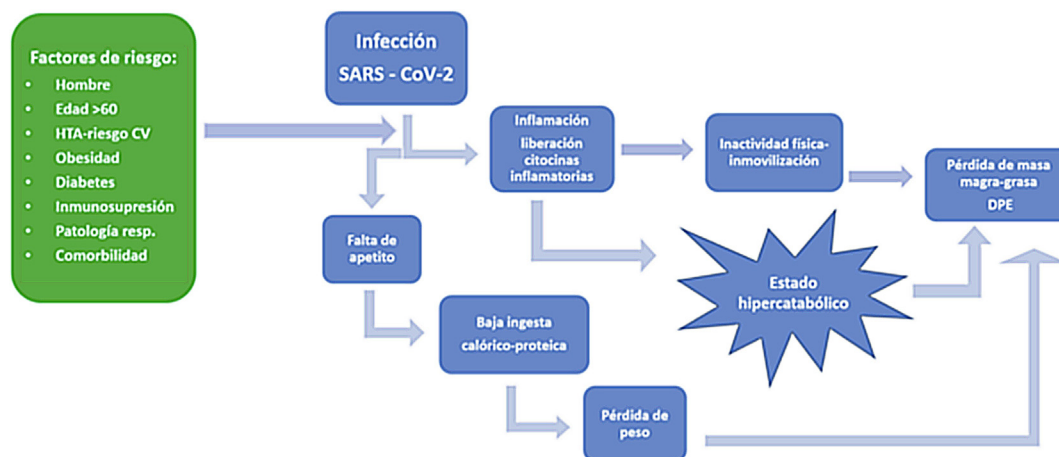 Factores de riesgo:
• Hombre
• Edad >60
• HTA-riesgo CV
• Obesidad
• Diabetes
• Inmunosupresión
• Patología resp.
• Comorbilidad
Infección
SARS - CoV-2
Inflamación
liberación
citocinas
inflamatorias
Inactividad física-
inmovilización
Pérdida de masa
magra-grasa
DPE
Falta de
apetito
Estado
hipercatabólico
Baja ingesta
calórico-proteica
Pérdida de
peso